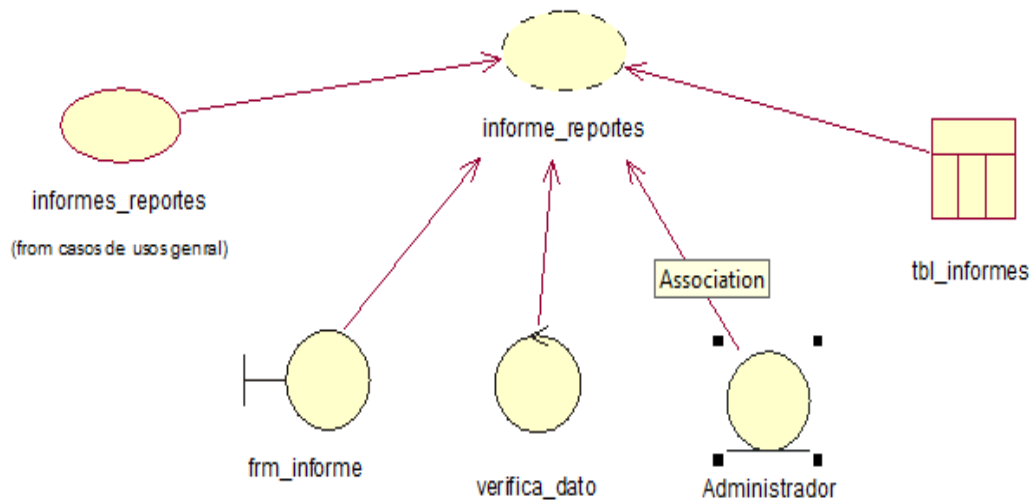 informe_reportes
informes_reportes
(from casos de usos genral)
tbl_informes
Association
frm_informe
verifica_dato
Administrador